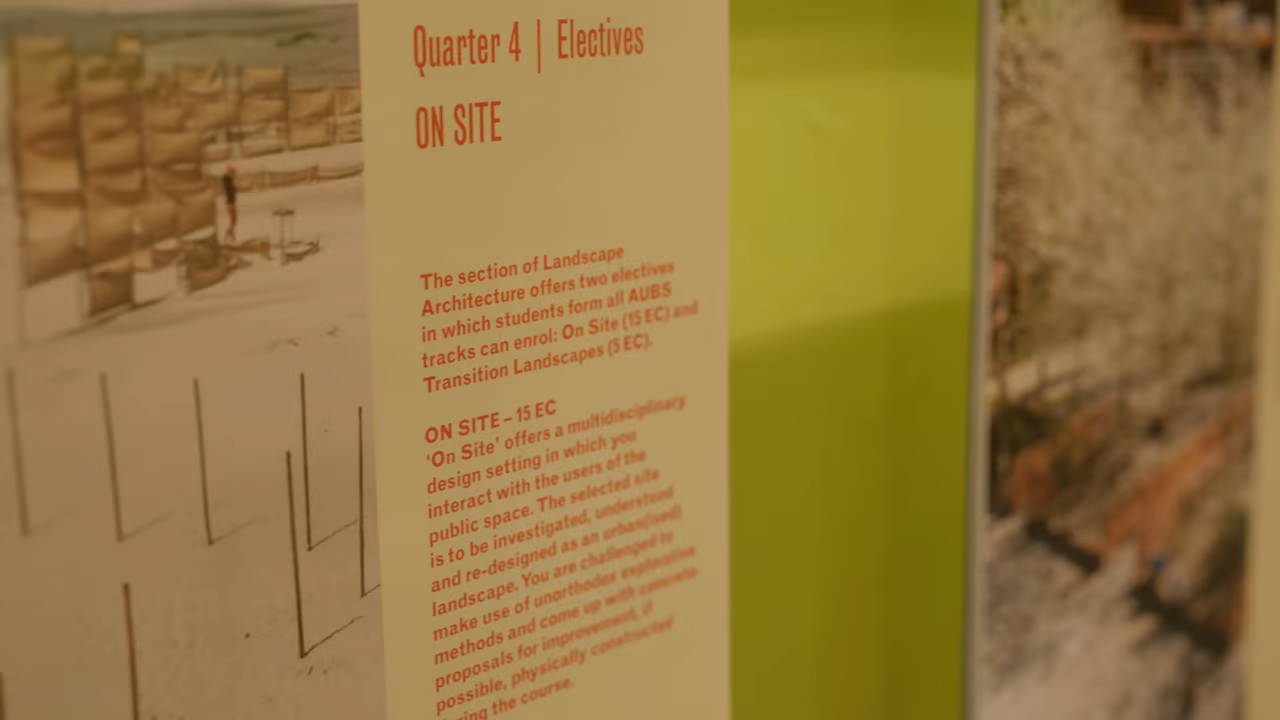 Quarter 4 | Electives
ON SITE
The section of Landscape
Architecture offers two electives
in which students form all AUBS
tracks can enrol: On Site (15 EC) and
Transition Landscapes (5 EC).
ON SITE – 15 EC
‘On Site’ offers a multidisciplinary
design setting in which you
interact with the users of the
public space. The selected site
is to be investigated, understood
and re-designed as an urban(ised)
landscape. You are challenged to
make use of unorthodox explorative
methods and come up with concrete
proposals for improvement, if
possible, physically constructed
during the course.